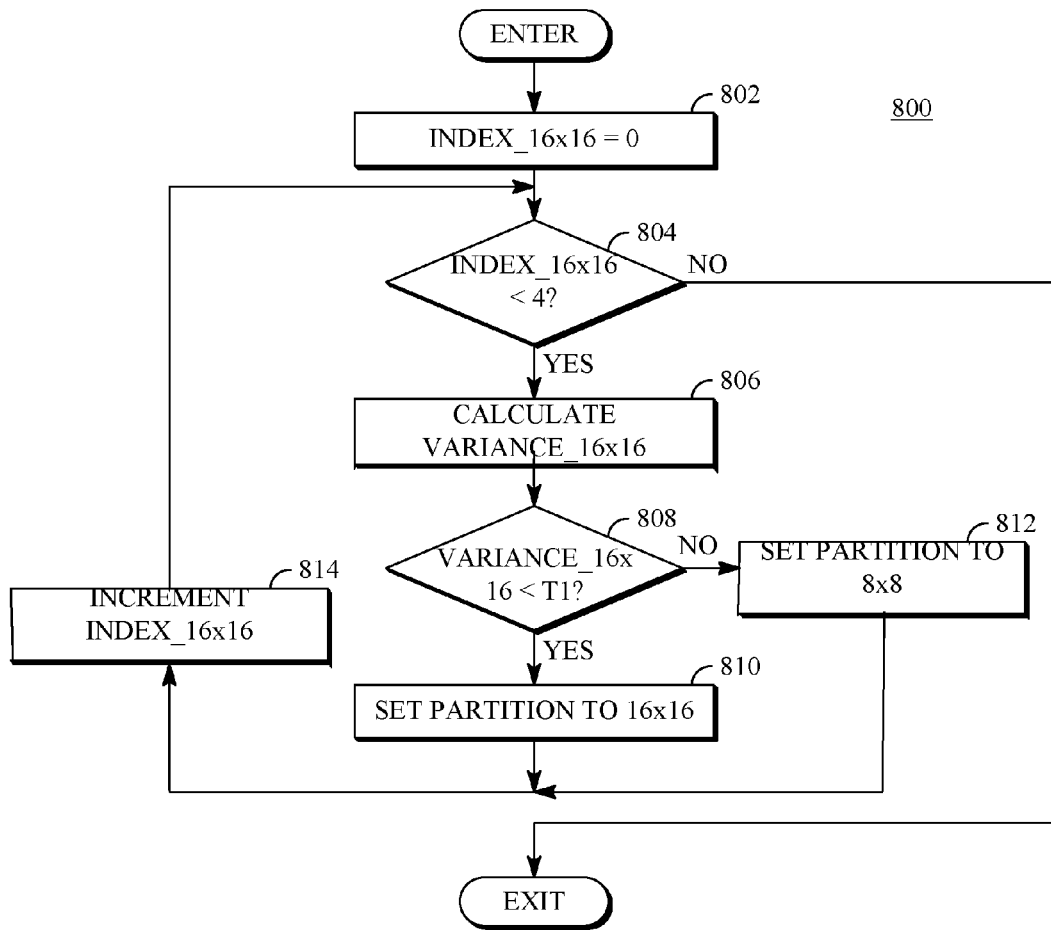 ENTER
802
800
INDEX_16x16 = 0
804
INDEX_16x16
< 4?
NO
YES
806
CALCULATE
VARIANCE_16x16
808
VARIANCE_16x
16 < T1?
NO
812
SET PARTITION TO
8x8
814
INCREMENT
INDEX_16x16
YES
810
SET PARTITION TO 16x16
EXIT